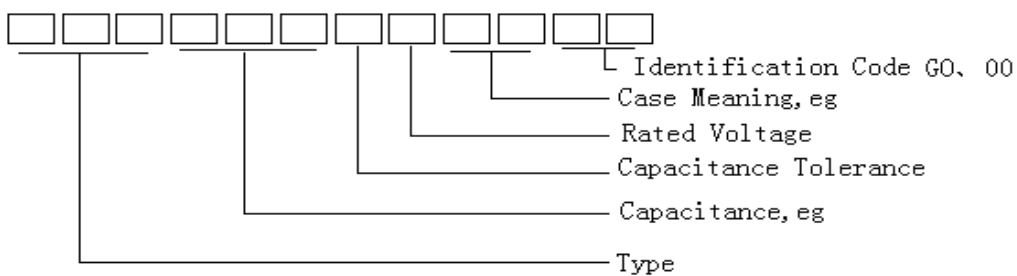 Identification Code GO、00
Case Meaning,eg
Rated Voltage
Capacitance Tolerance
Capacitance,eg
Type